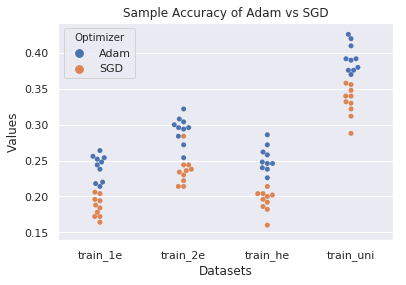 Sample Accuracy of Adam vs SGD
Optimizer
Adam
SGD
0.40
0.35
0.30
0.25
0.20
0.15
Values
train_1e train_2e train_he train_uni
Datasets